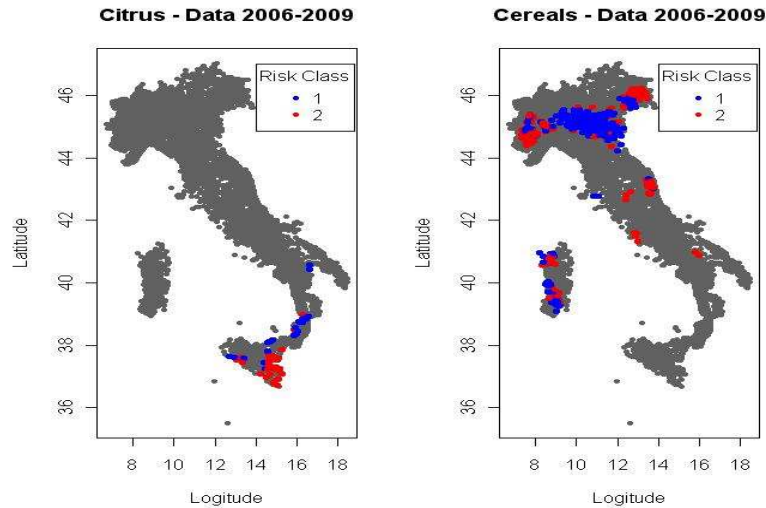 Citrus - Data 2006-2009
Risk Class
1
2
46
44
42
40
38
36
Latitude
8 10 12 14 16 18
Logitude
Cereals - Data 2006-2009
Risk Class
1
2
46
44
42
40
38
36
Latitude
8 10 12 14 16 18
Logitude